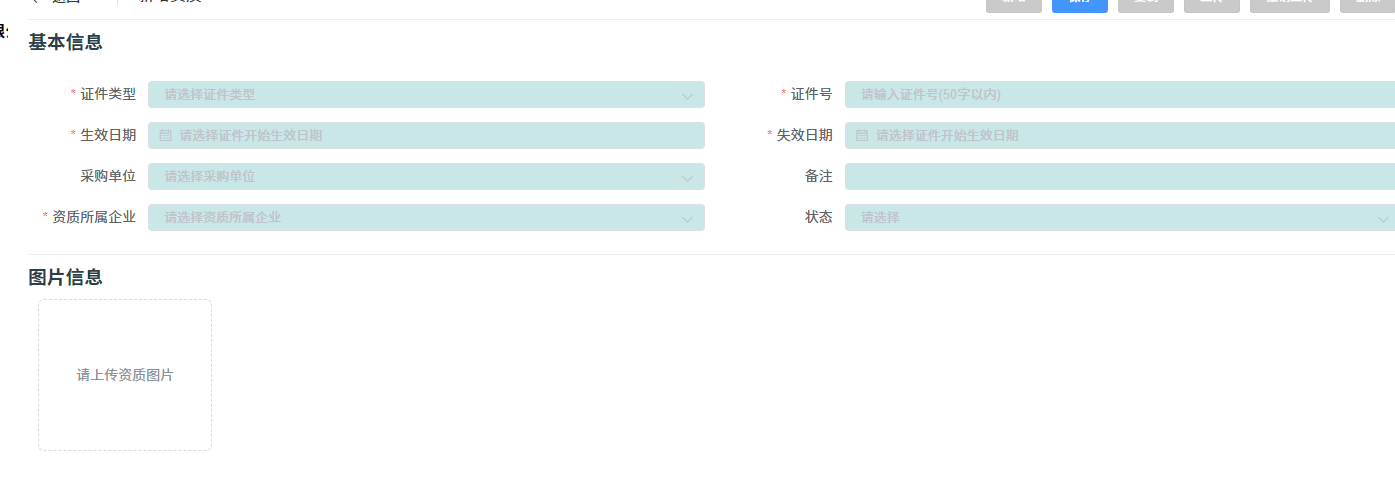 基本信息
* 证件类型 请选择证件类型 * 证件号 请输入证件号(50字以内)
* 生效日期 请选择证件开始生效日期 * 失效日期 请选择证件开始生效日期
采购单位 请选择采购单位 备注
* 资质所属企业 请选择资质所属企业 状态 请选择
图片信息
请上传资质图片